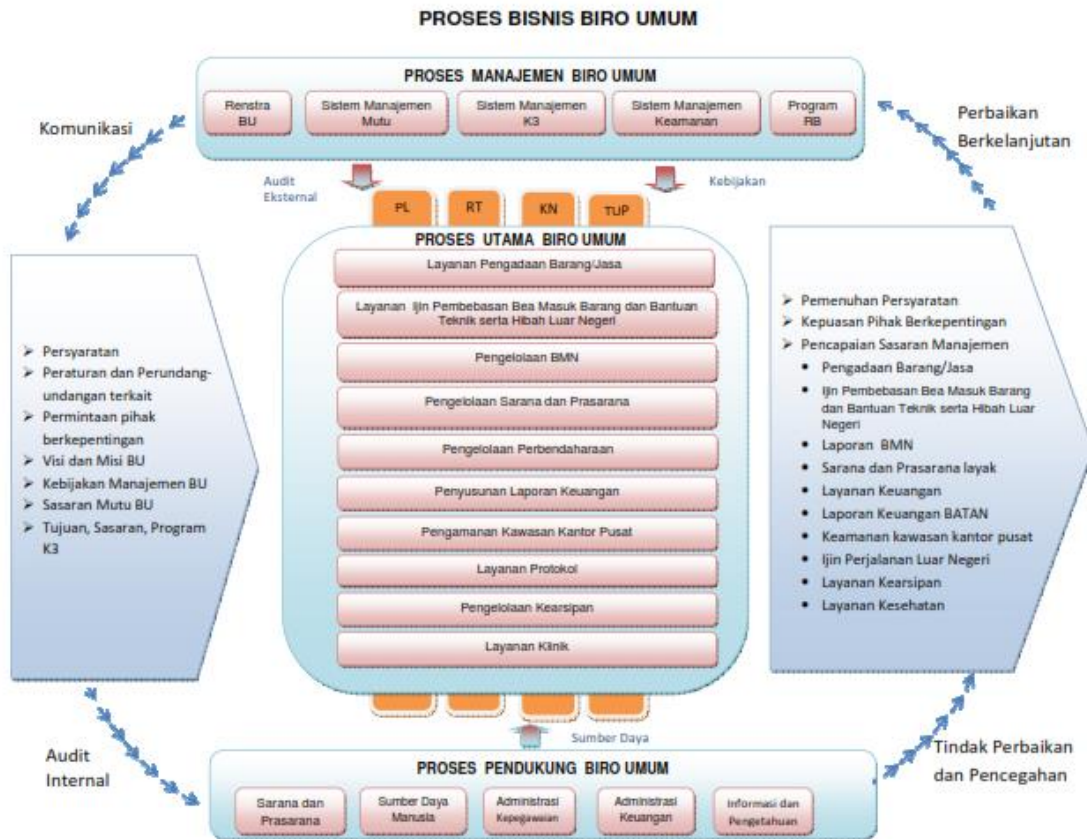 PROSES BISNIS BIRO UMUM
PROSES MANAJEMEN BIRO UMUM
Renstra
BU
Sistem Manajemen
Mutu
Sistem Manajemen
K3
Sistem Manajemen
Keamanan
Program
RB
Komunikasi
Perbaikan
Berkelanjutan
Audit
Eksternal
Kebijakan
PL
RT
KN
TUP
PROSES UTAMA BIRO UMUM
Layanan Pengadaan Barang/Jasa
Layanan Ijin Pembebasan Bea Masuk Barang dan Bantuan
Teknik serta Hibah Luar Negeri
Pengelolaan BMN
Pengelolaan Sarana dan Prasarana
Pengelolaan Perbendaharaan
Penyusunan Laporan Keuangan
Pengamanan Kawasan Kantor Pusat
Layanan Protokol
Pengelolaan Kearsipan
Layanan Klinik
➢ Persyaratan
➢ Peraturan dan Perundang-
undangan terkait
➢ Permintaan pihak
berkepentingan
➢ Visi dan Misi BU
➢ Kebijakan Manajemen BU
➢ Sasaran Mutu BU
➢ Tujuan, Sasaran, Program
K3
➢ Pemenuhan Persyaratan
➢ Kepuasan Pihak Berkepentingan
➢ Pencapaian Sasaran Manajemen
• Pengadaan Barang/Jasa
• Ijin Pembebasan Bea Masuk Barang
dan Bantuan Teknik serta Hibah Luar
Negeri
• Laporan BMN
• Sarana dan Prasarana layak
• Layanan Keuangan
• Laporan Keuangan BATAN
• Keamanan kawasan kantor pusat
• Ijin Perjalanan Luar Negeri
• Layanan Kearsipan
• Layanan Kesehatan
Audit
Internal
Sumber Daya
Tindak Perbaikan
dan Pencegahan
PROSES PENDUKUNG BIRO UMUM
Sarana dan
Prasarana
Sumber Daya
Manusia
Administrasi
Kepegawaian
Administrasi
Keuangan
Informasi dan
Pengetahuan